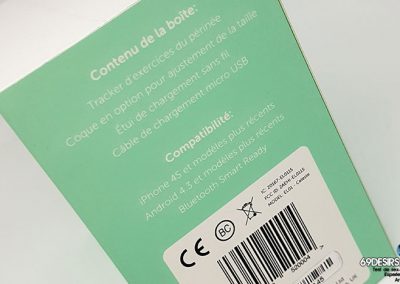 Contenu de la boîte:
Tracker d'exercices du périnée
Coque en option pour ajustement de la taille
Étui de chargement sans fil
Câble de chargement micro USB
Compatibilité:
iPhone 4S et modèles plus récents
Android 4.3 et modèles plus récents
Bluetooth Smart Ready
CE
BC
69DESIRS